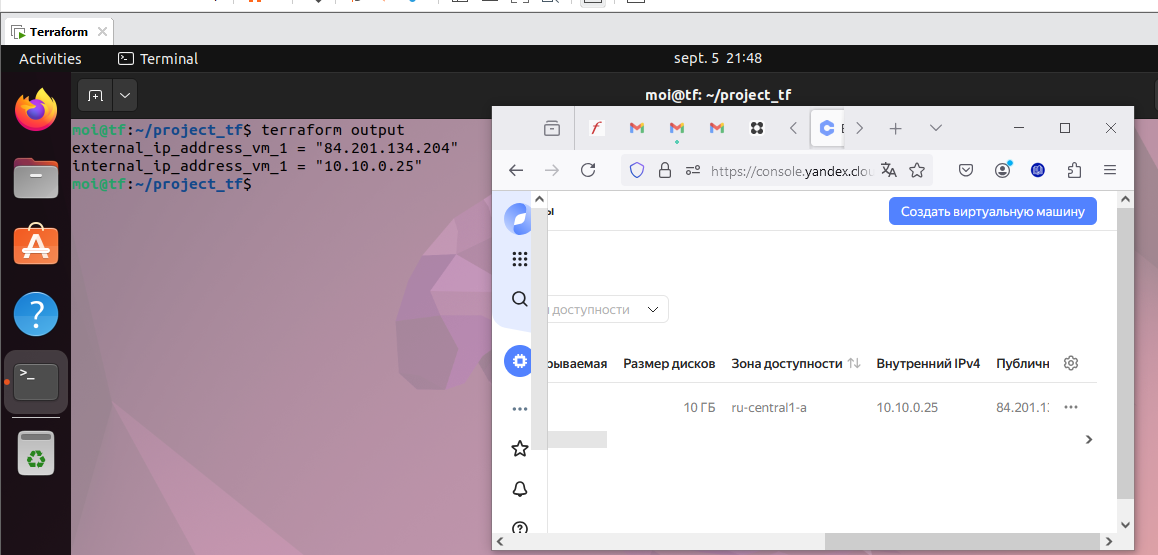 Terraform
Activities
Terminal
sept. 5 21:48
moi@tf: ~/project_tf
moi@tf:~/project_tf$ terraform output
external_ip_address_vm_1 = "84.201.134.204"
internal_ip_address_vm_1 = "10.10.0.25"
moi@tf:~/project_tf$
https://console.yandex.clou
ы
Создать виртуальную машину
доступности
рываемая
Размер дисков
Зона доступности
Внутренний IPv4
Публичн
10 ГБ
ru-central1-a
10.10.0.25
84.201.13